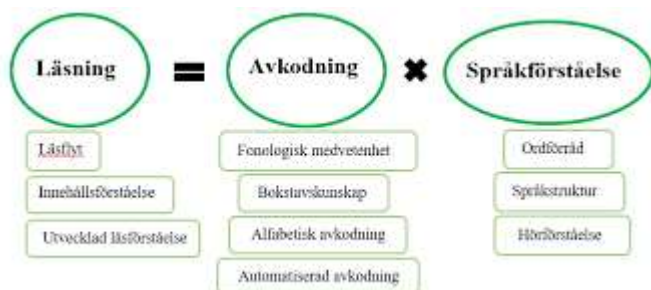 Läsning = Avkodning × Språkförståelse
Läsflyt
Innehållsförståelse
Utvecklad läsförståelse
Fonologisk medvetenhet
Bokstavskunskap
Alfabetisk avkodning
Automatiserad avkodning
Ordförråd
Språkstruktur
Hörförståelse